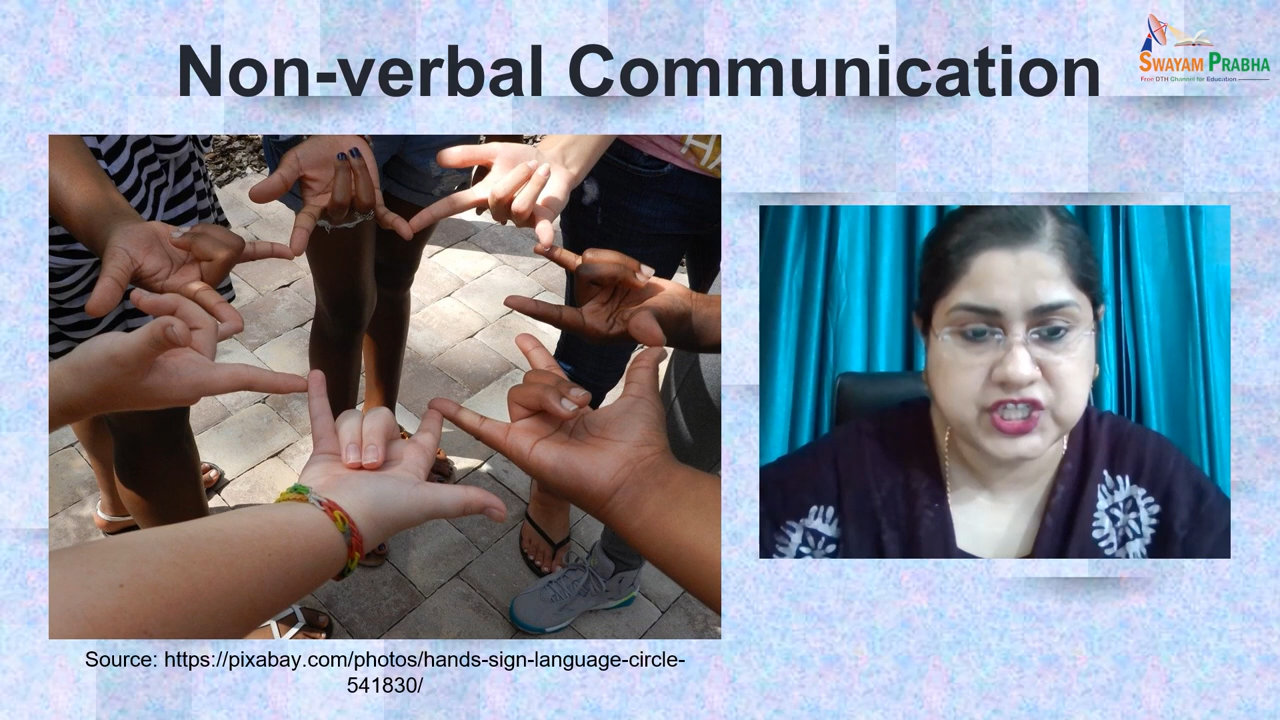 Non-verbal Communication
SWAYAM PRABHA
Free DTH Channel for Education
HA
Source: https://pixabay.com/photos/hands-sign-language-circle-
541830/